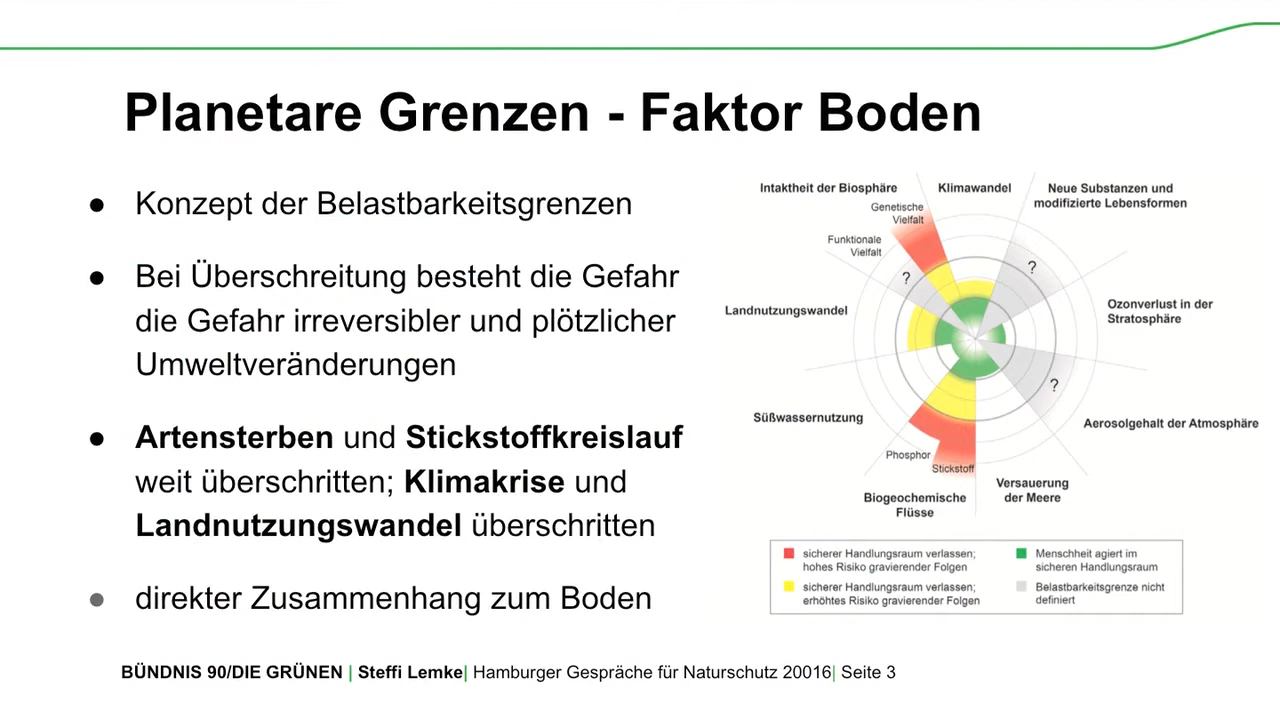 Planetare Grenzen - Faktor Boden
● Konzept der Belastbarkeitsgrenzen
● Bei Überschreitung besteht die Gefahr
die Gefahr irreversibler und plötzlicher
Umweltveränderungen
● Artensterben und Stickstoffkreislauf
weit überschritten; Klimakrise und
Landnutzungswandel überschritten
● direkter Zusammenhang zum Boden
Intaktheit der Biosphäre
Klimawandel
Neue Substanzen und
modifizierte Lebensformen
Genetische
Vielfalt
Funktionale
Vielfalt
?
?
Landnutzungswandel
Ozonverlust in der
Stratosphäre
?
Süßwassernutzung
Aerosolgehalt der Atmosphäre
Phosphor
Stickstoff
Biogeochemische
Flüsse
Versauerung
der Meere
sicherer Handlungsraum verlassen;
hohes Risiko gravierender Folgen
sicherer Handlungsraum verlassen;
erhöhtes Risiko gravierender Folgen
Menschheit agiert im
sicheren Handlungsraum
Belastbarkeitsgrenze nicht
definiert
BÜNDNIS 90/DIE GRÜNEN | Steffi Lemke| Hamburger Gespräche für Naturschutz 20016| Seite 3